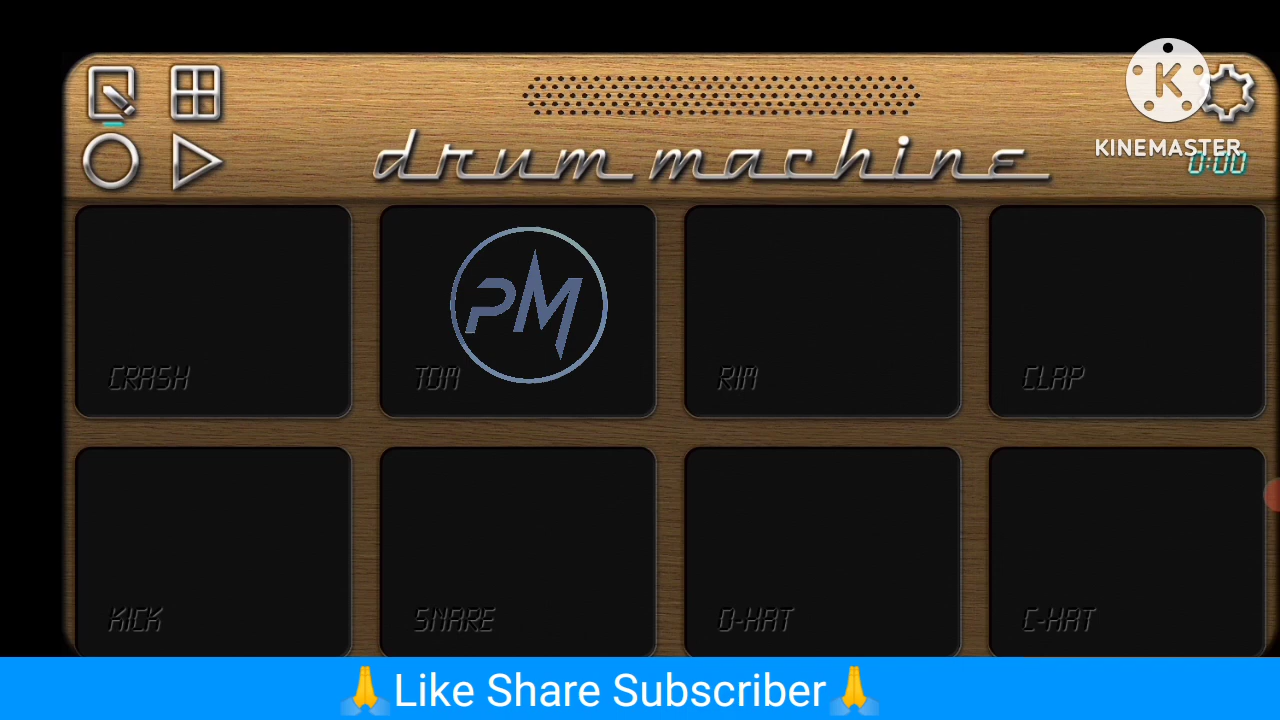 drum machine
KINEMASTER
0:00
PM
CRASH
TOM
RIM
CLAP
KICK
SNARE
O-HAT
C-HAT
🙏Like Share Subscriber🙏